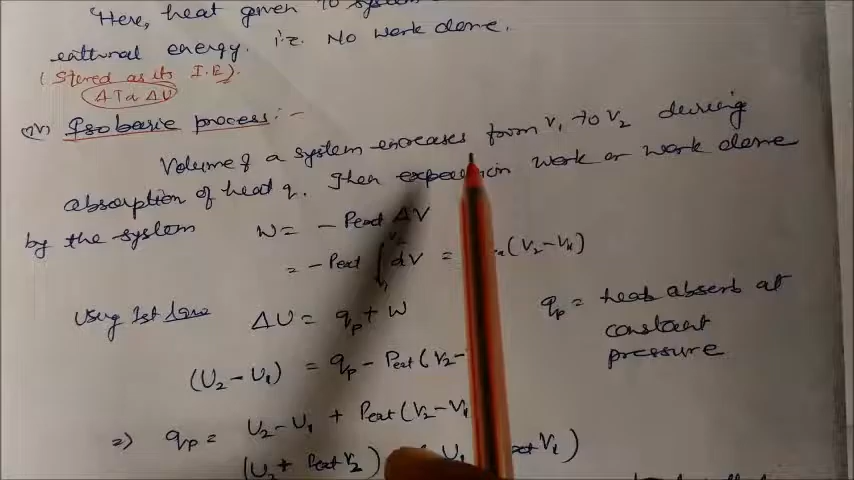 Here, heat given to system
internal energy. i.e. No work done.
(Stored as its I.E).
ΔT α ΔU
(iv) Isobaric process:-
Volume of a system increases from V₁ to V₂ during
absorption of heat q. Then work or work done
by the system W = - Pext ΔV
= - Pext ∫ dV = (V₂-V₁)
Using 1st law ΔU = qp + W
qp = heat absorb at
constant
pressure
(U₂-U₁) = qp - Pext (V₂-
=> qp = U₂-U₁ + Pext (V₂-V₁
(U₂ + Pext V₂) U₁ V₁)